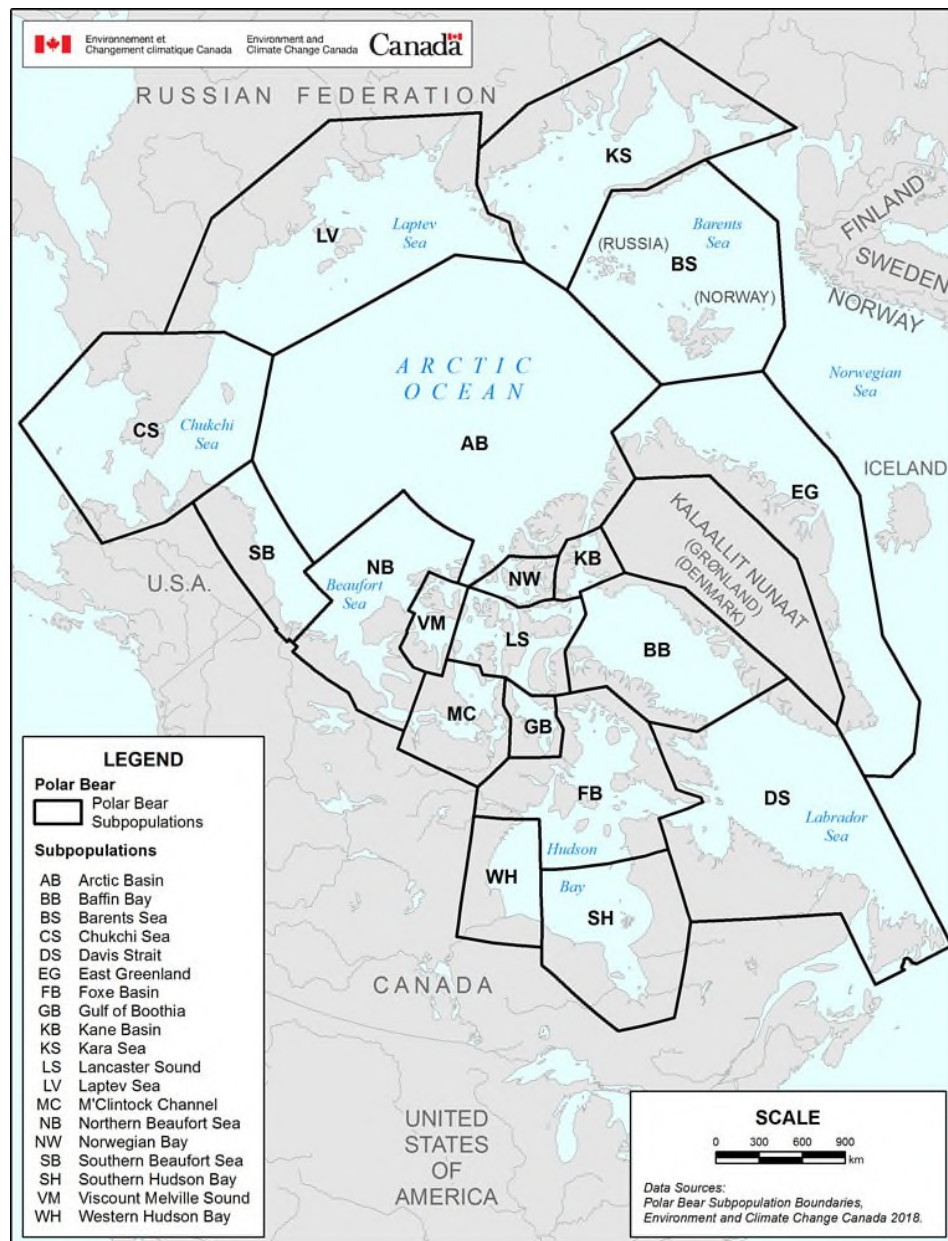 Environnement et
Changement climatique Canada
Environment and
Climate Change Canada
Canada
RUSSIAN FEDERATION
KS
FINLAND
SWEDEN
NORWAY
LV
Laptev
Sea
Barents
Sea
(RUSSIA)
BS
(NORWAY)
ARCTIC
OCEAN
Norwegian
Sea
CS
Chukchi
Sea
AB
ICELAND
EG
KALAALLIT NUNAAT
(GRØNLAND)
(DENMARK)
SB
U.S.A.
NB
Beaufort
Sea
NW
KB
VM
LS
BB
MC
GB
FB
DS
Labrador
Sea
Hudson
Bay
WH
SH
CANADA
UNITED
STATES
OF
AMERICA
LEGEND
Polar Bear
Polar Bear
Subpopulations
Subpopulations
AB Arctic Basin
BB Baffin Bay
BS Barents Sea
CS Chukchi Sea
DS Davis Strait
EG East Greenland
FB Foxe Basin
GB Gulf of Boothia
KB Kane Basin
KS Kara Sea
LS Lancaster Sound
LV Laptev Sea
MC M'Clintock Channel
NB Northern Beaufort Sea
NW Norwegian Bay
SB Southern Beaufort Sea
SH Southern Hudson Bay
VM Viscount Melville Sound
WH Western Hudson Bay
SCALE
0 300 600 900
km
Data Sources:
Polar Bear Subpopulation Boundaries,
Environment and Climate Change Canada 2018.